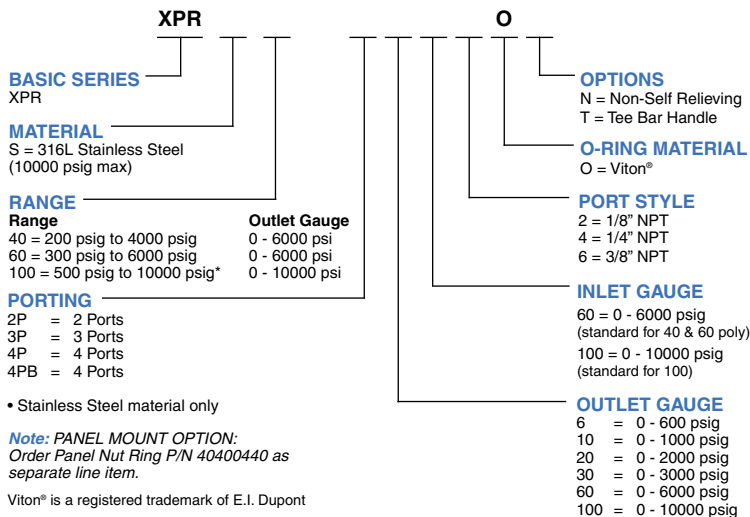 XPR O
BASIC SERIES
XPR
MATERIAL
S = 316L Stainless Steel
(10000 psig max)
RANGE
Range Outlet Gauge
40 = 200 psig to 4000 psig 0 - 6000 psi
60 = 300 psig to 6000 psig 0 - 6000 psi
100 = 500 psig to 10000 psig* 0 - 10000 psi
PORTING
2P = 2 Ports
3P = 3 Ports
4P = 4 Ports
4PB = 4 Ports
• Stainless Steel material only
Note: PANEL MOUNT OPTION:
Order Panel Nut Ring P/N 40400440 as
separate line item.
Viton® is a registered trademark of E.I. Dupont
OPTIONS
N = Non-Self Relieving
T = Tee Bar Handle
O-RING MATERIAL
O = Viton®
PORT STYLE
2 = 1/8” NPT
4 = 1/4” NPT
6 = 3/8” NPT
INLET GAUGE
60 = 0 - 6000 psig
(standard for 40 & 60 poly)
100 = 0 - 10000 psig
(standard for 100)
OUTLET GAUGE
6 = 0 - 600 psig
10 = 0 - 1000 psig
20 = 0 - 2000 psig
30 = 0 - 3000 psig
60 = 0 - 6000 psig
100 = 0 - 10000 psig